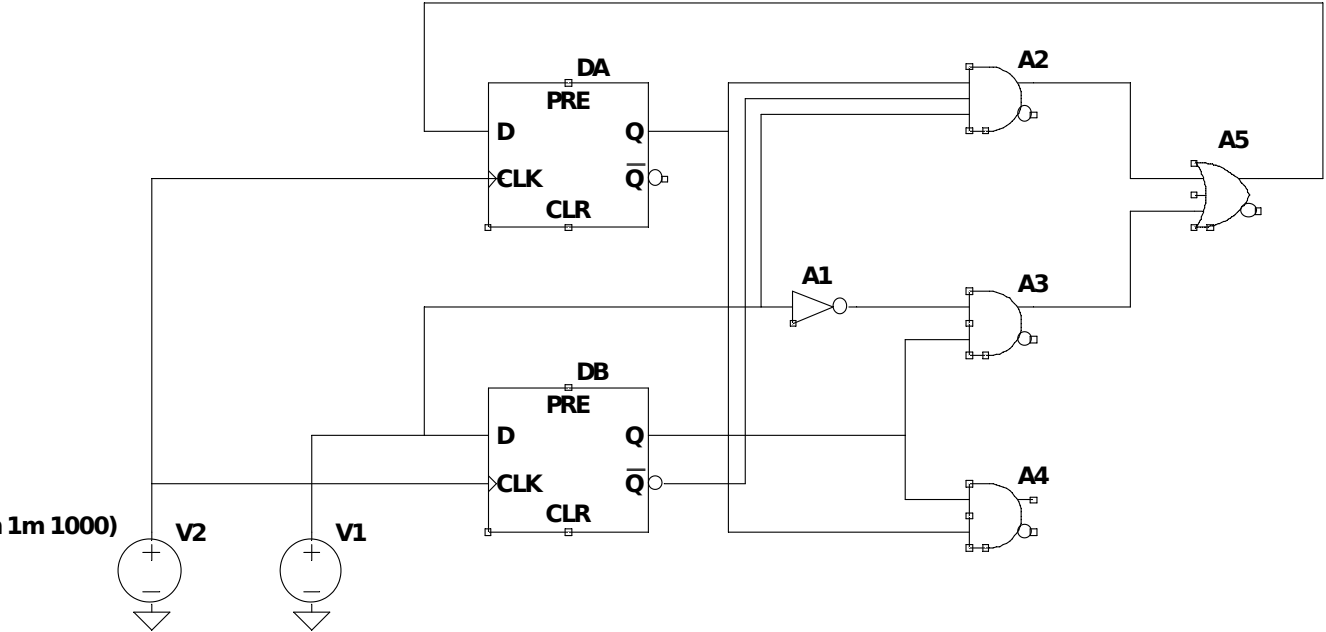 DA
PRE
D
Q
CLK
Q̅
CLR
A2
A5
A1
A3
DB
PRE
D
Q
CLK
Q̅
CLR
A4
1m 1000)
V2
V1